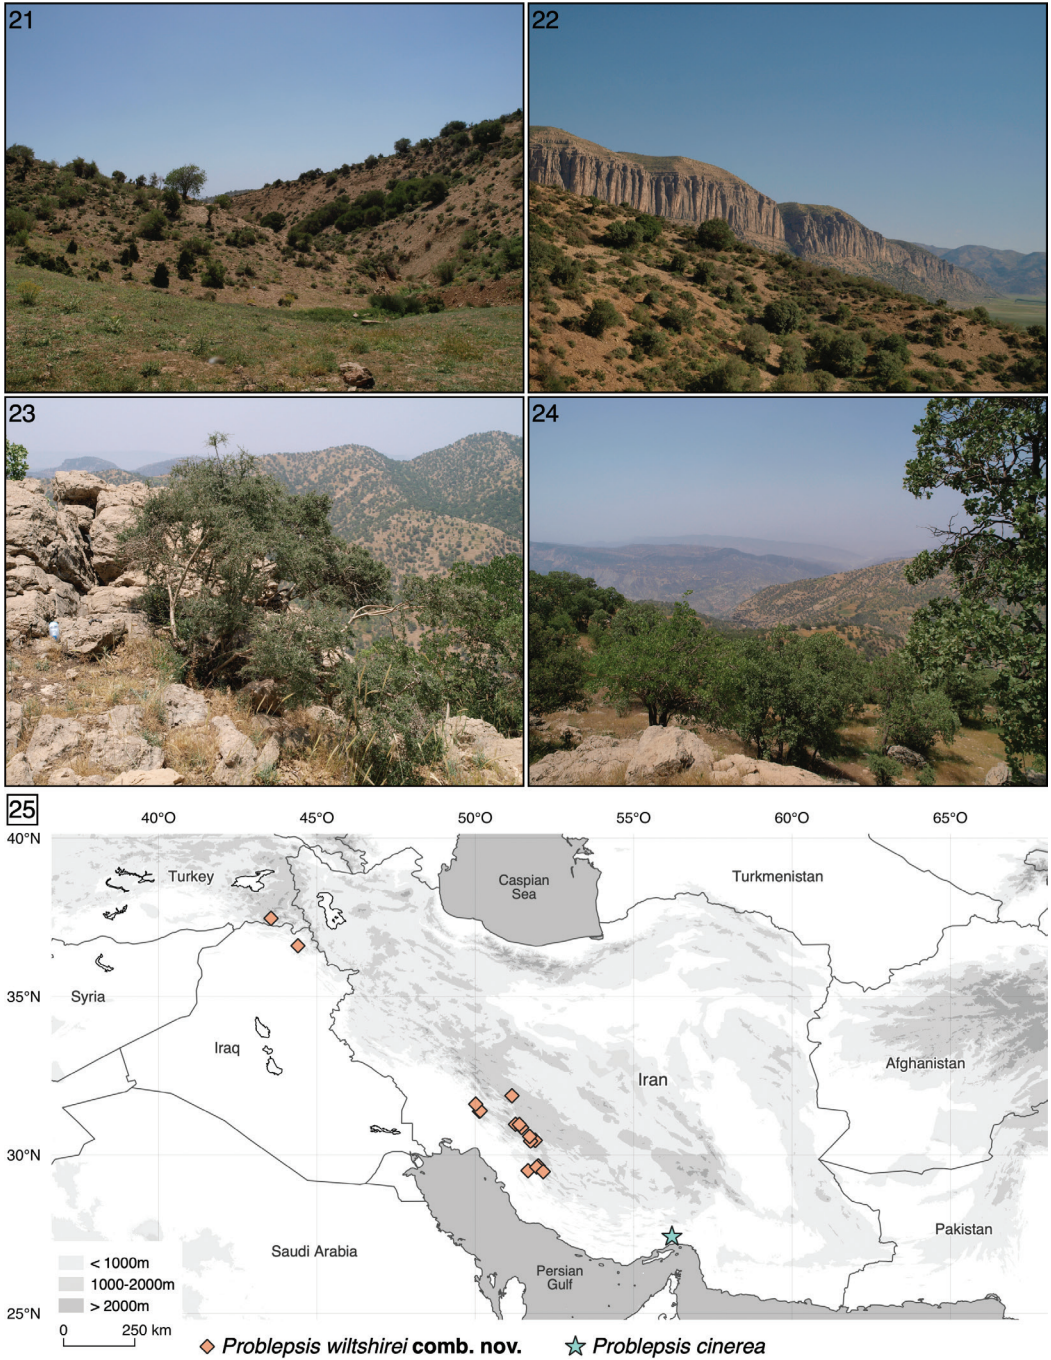 21
22
23
24
25
40°O 45°O 50°O 55°O 60°O 65°O
40°N
Turkey
Caspian
Sea
Turkmenistan
35°N
Syria
Iraq
Iran
Afghanistan
30°N
Pakistan
Saudi Arabia
Persian
Gulf
< 1000m
1000-2000m
> 2000m
25°N
0 250 km
Problepsis wiltshirei comb. nov. Problepsis cinerea